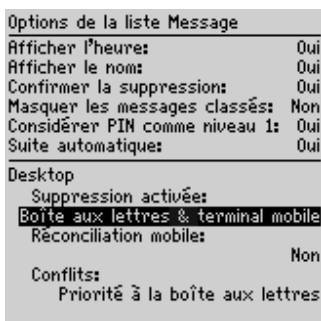 Options de la liste Message
Afficher l'heure: Oui
Afficher le nom: Oui
Confirmer la suppression: Oui
Masquer les messages classés: Non
Considérer PIN comme niveau 1: Oui
Suite automatique: Oui
Desktop
Suppression activée:
Boîte aux lettres & terminal mobile
Réconciliation mobile:
Non
Conflits:
Priorité à la boîte aux lettres